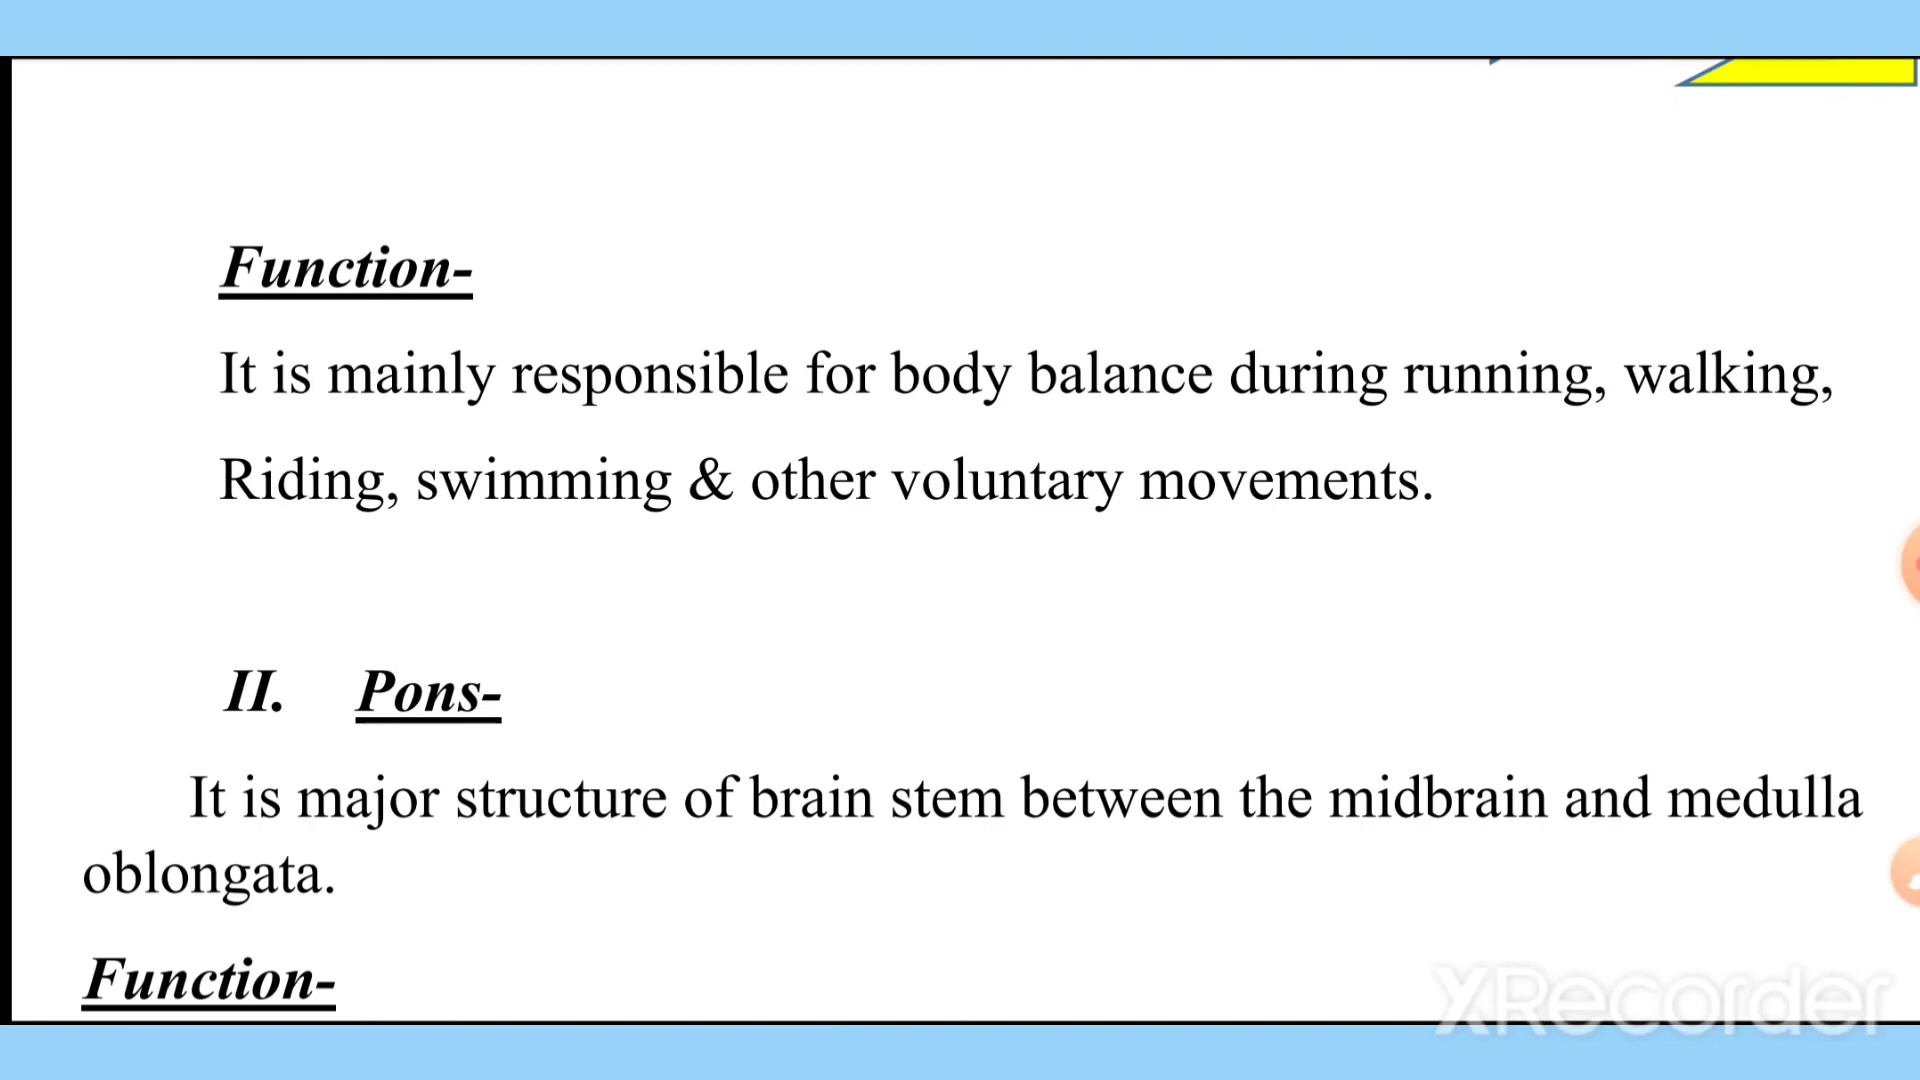 Function-
It is mainly responsible for body balance during running, walking,
Riding, swimming & other voluntary movements.
II. Pons-
It is major structure of brain stem between the midbrain and medulla
oblongata.
Function-
XRecorder